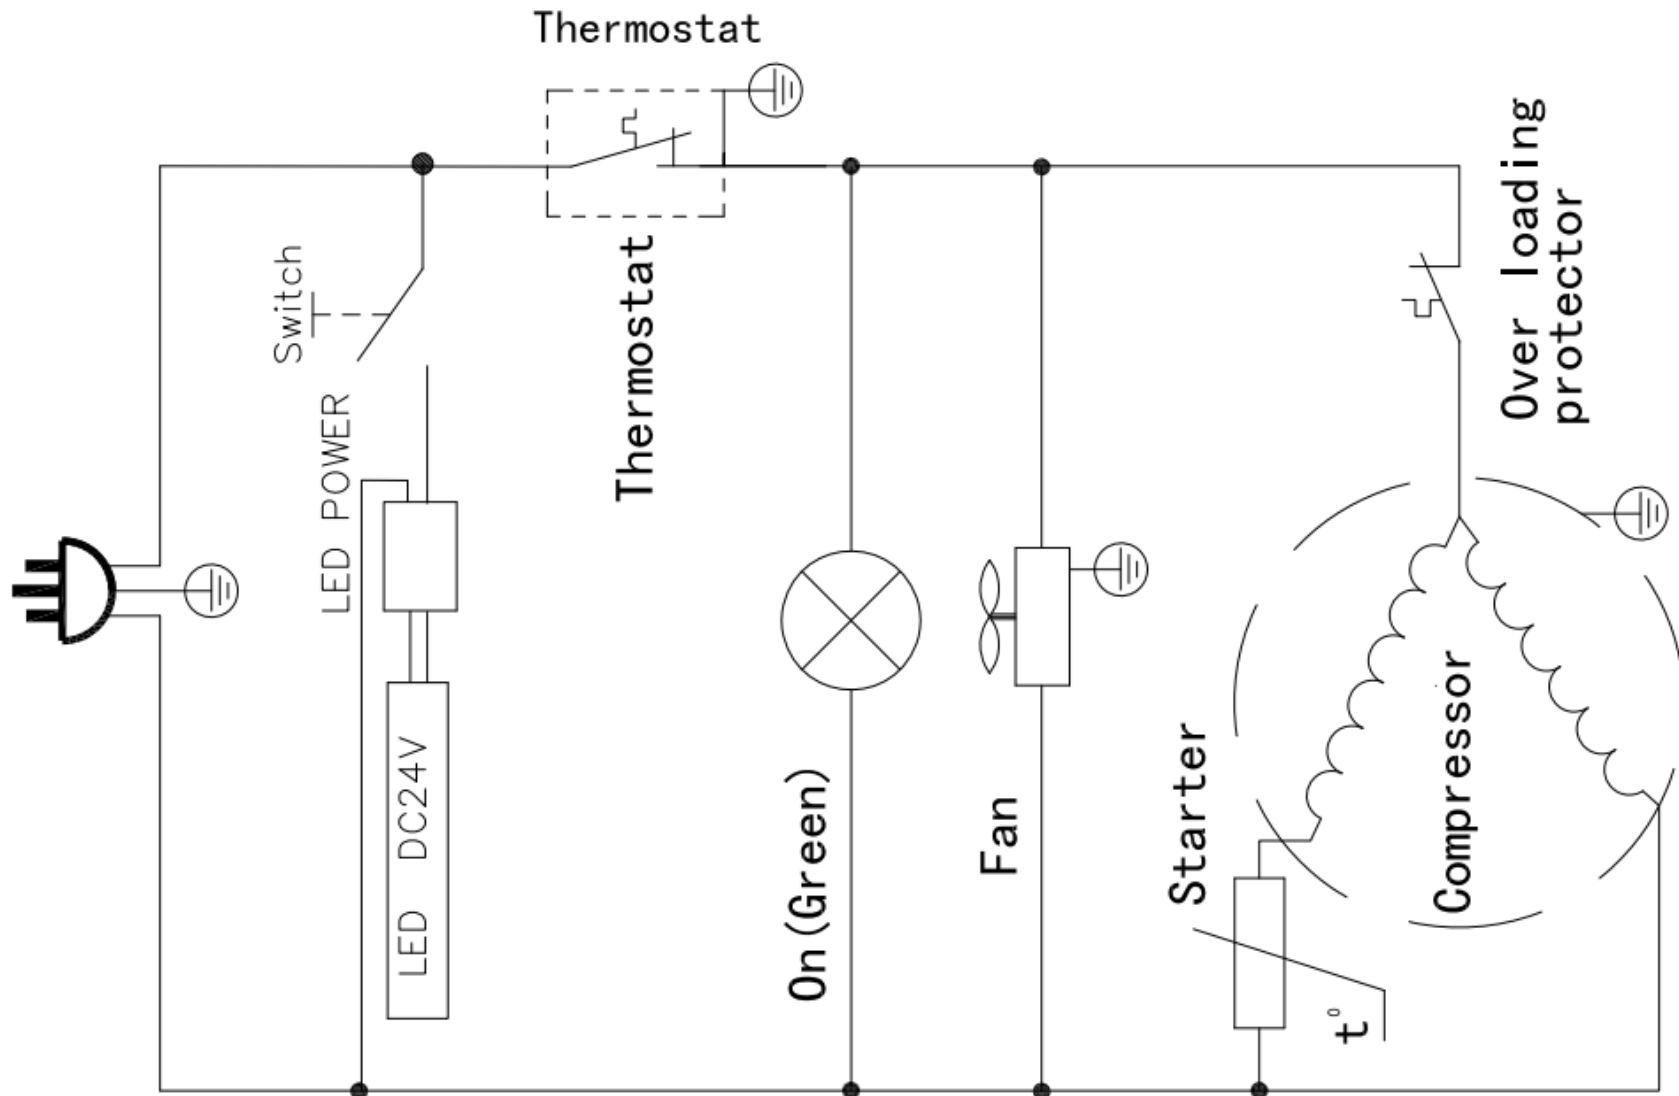 Thermostat
Switch
LED POWER
LED DC24V
Thermostat
On(Green)
Fan
Starter
t°
Compressor
Over loading
protector